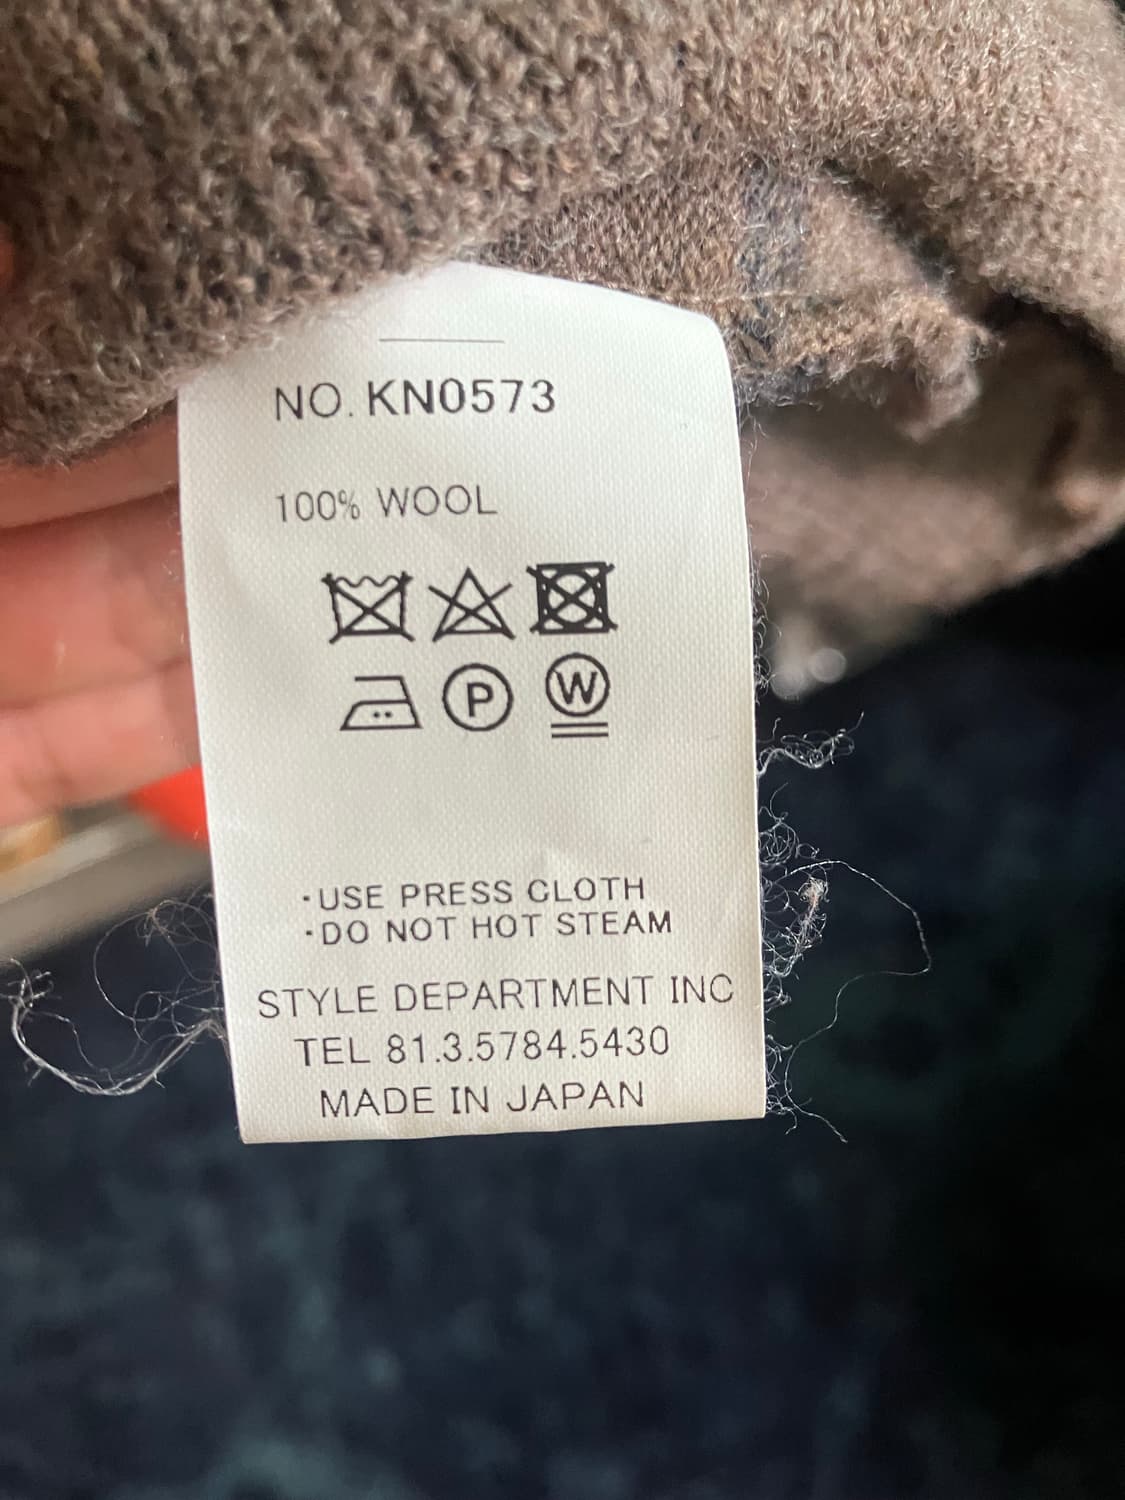 NO. KN0573
100% WOOL
P W
・USE PRESS CLOTH
・DO NOT HOT STEAM
STYLE DEPARTMENT INC
TEL 81.3.5784.5430
MADE IN JAPAN